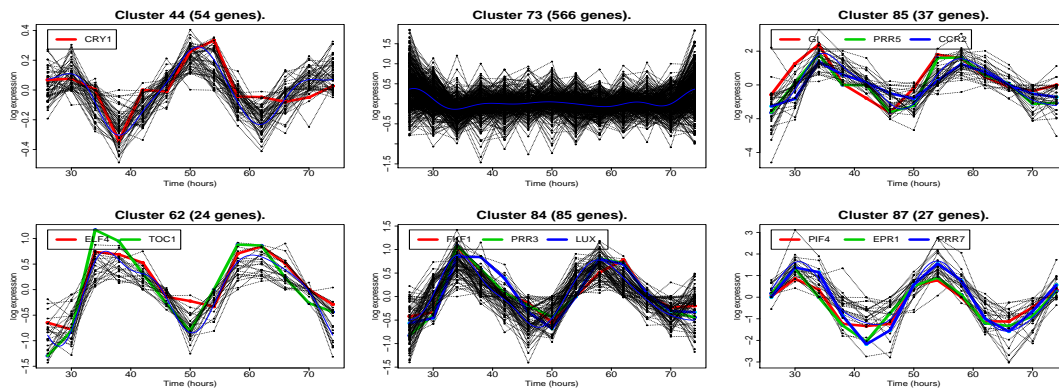 Cluster 44 (54 genes). Cluster 73 (566 genes). Cluster 85 (37 genes).
CRY1
GI PRR5 CCR2
log expression
0.4
0.2
0.0
-0.2
-0.4
30 40 50 60 70
Time (hours)
log expression
1.5
1.0
0.5
-0.5
-1.5
30 40 50 60 70
Time (hours)
log expression
2
0
-2
-4
30 40 50 60 70
Time (hours)
Cluster 62 (24 genes). Cluster 84 (85 genes). Cluster 87 (27 genes).
ELF4 TOC1
FKF1 PRR3 LUX
PIF4 EPR1 PRR7
log expression
1.0
0.5
0.0
-0.5
-1.0
-1.5
30 40 50 60 70
Time (hours)
log expression
1.5
1.0
0.5
0.0
-0.5
-1.5
30 40 50 60 70
Time (hours)
log expression
3
2
1
0
-1
-2
-3
30 40 50 60 70
Time (hours)